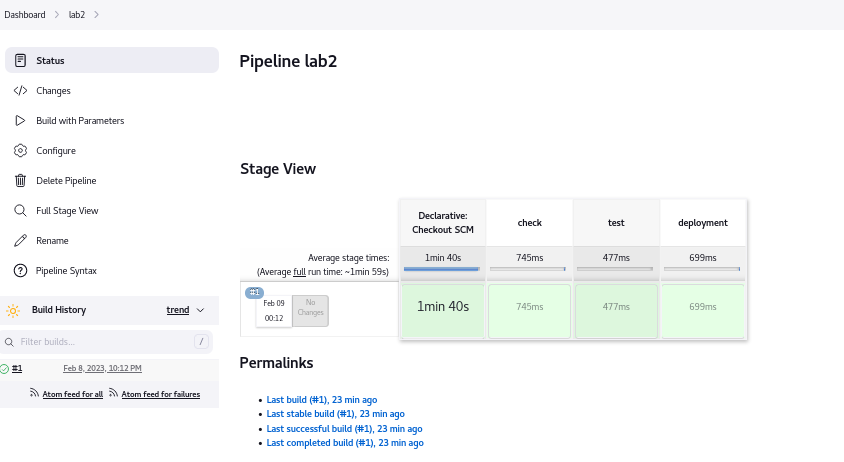 Dashboard
lab2
Status
Changes
Build with Parameters
Configure
Delete Pipeline
Full Stage View
Rename
Pipeline Syntax
Build History
trend
Filter builds...
/
#1
Feb 8, 2023, 10:12 PM
Atom feed for all
Atom feed for failures
Pipeline lab2
Stage View
Declarative:
Checkout SCM
check
test
deployment
Average stage times:
(Average full run time: ~1min 59s)
1min 40s
745ms
477ms
699ms
#1
Feb 09
00:12
No
Changes
1min 40s
745ms
477ms
699ms
Permalinks
Last build (#1), 23 min ago
Last stable build (#1), 23 min ago
Last successful build (#1), 23 min ago
Last completed build (#1), 23 min ago